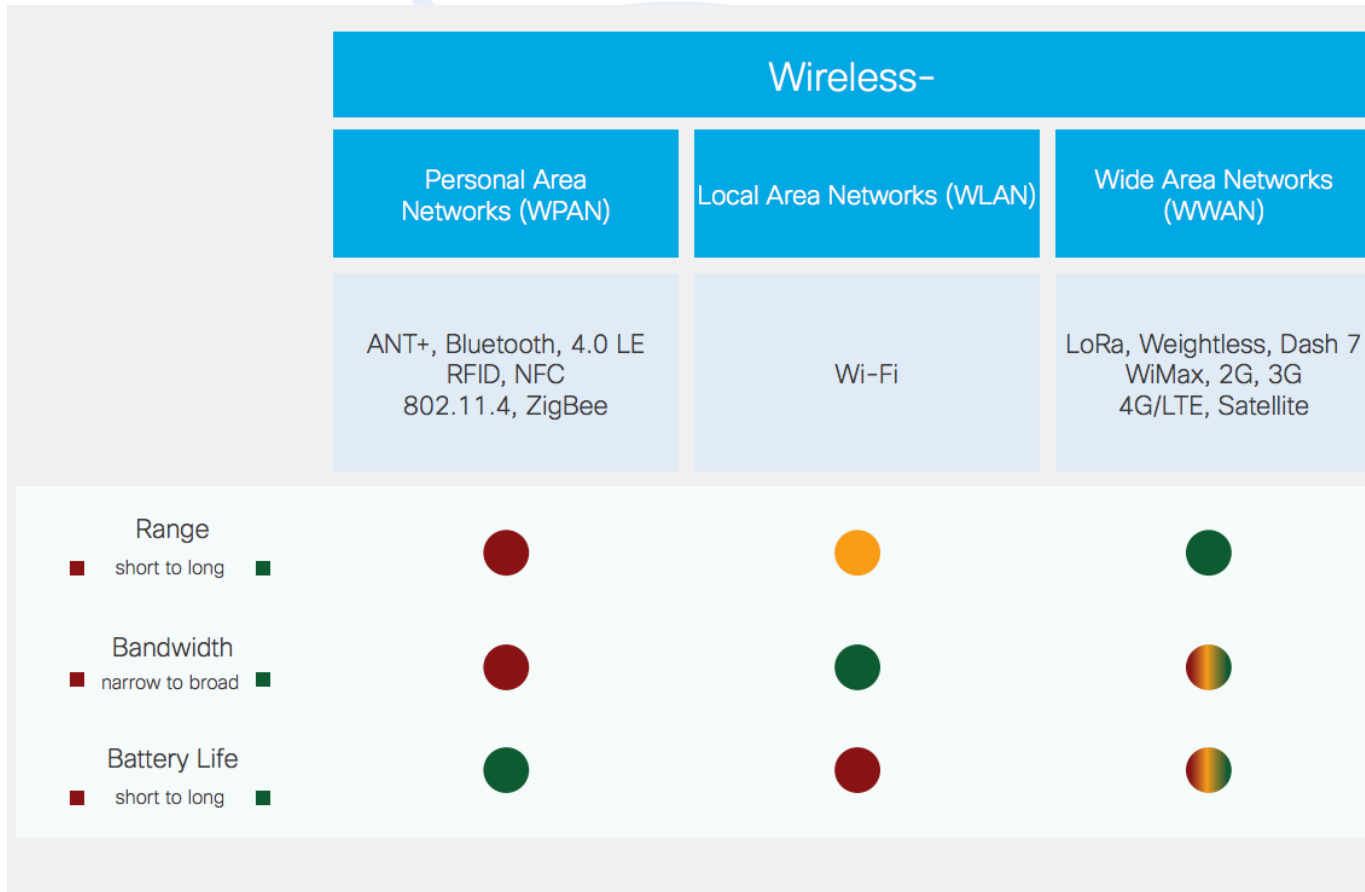 Wireless-
Personal Area
Networks (WPAN)
Local Area Networks (WLAN)
Wide Area Networks
(WWAN)
ANT+, Bluetooth, 4.0 LE
RFID, NFC
802.11.4, ZigBee
Wi-Fi
LoRa, Weightless, Dash 7
WiMax, 2G, 3G
4G/LTE, Satellite
Range
short to long
Bandwidth
narrow to broad
Battery Life
short to long